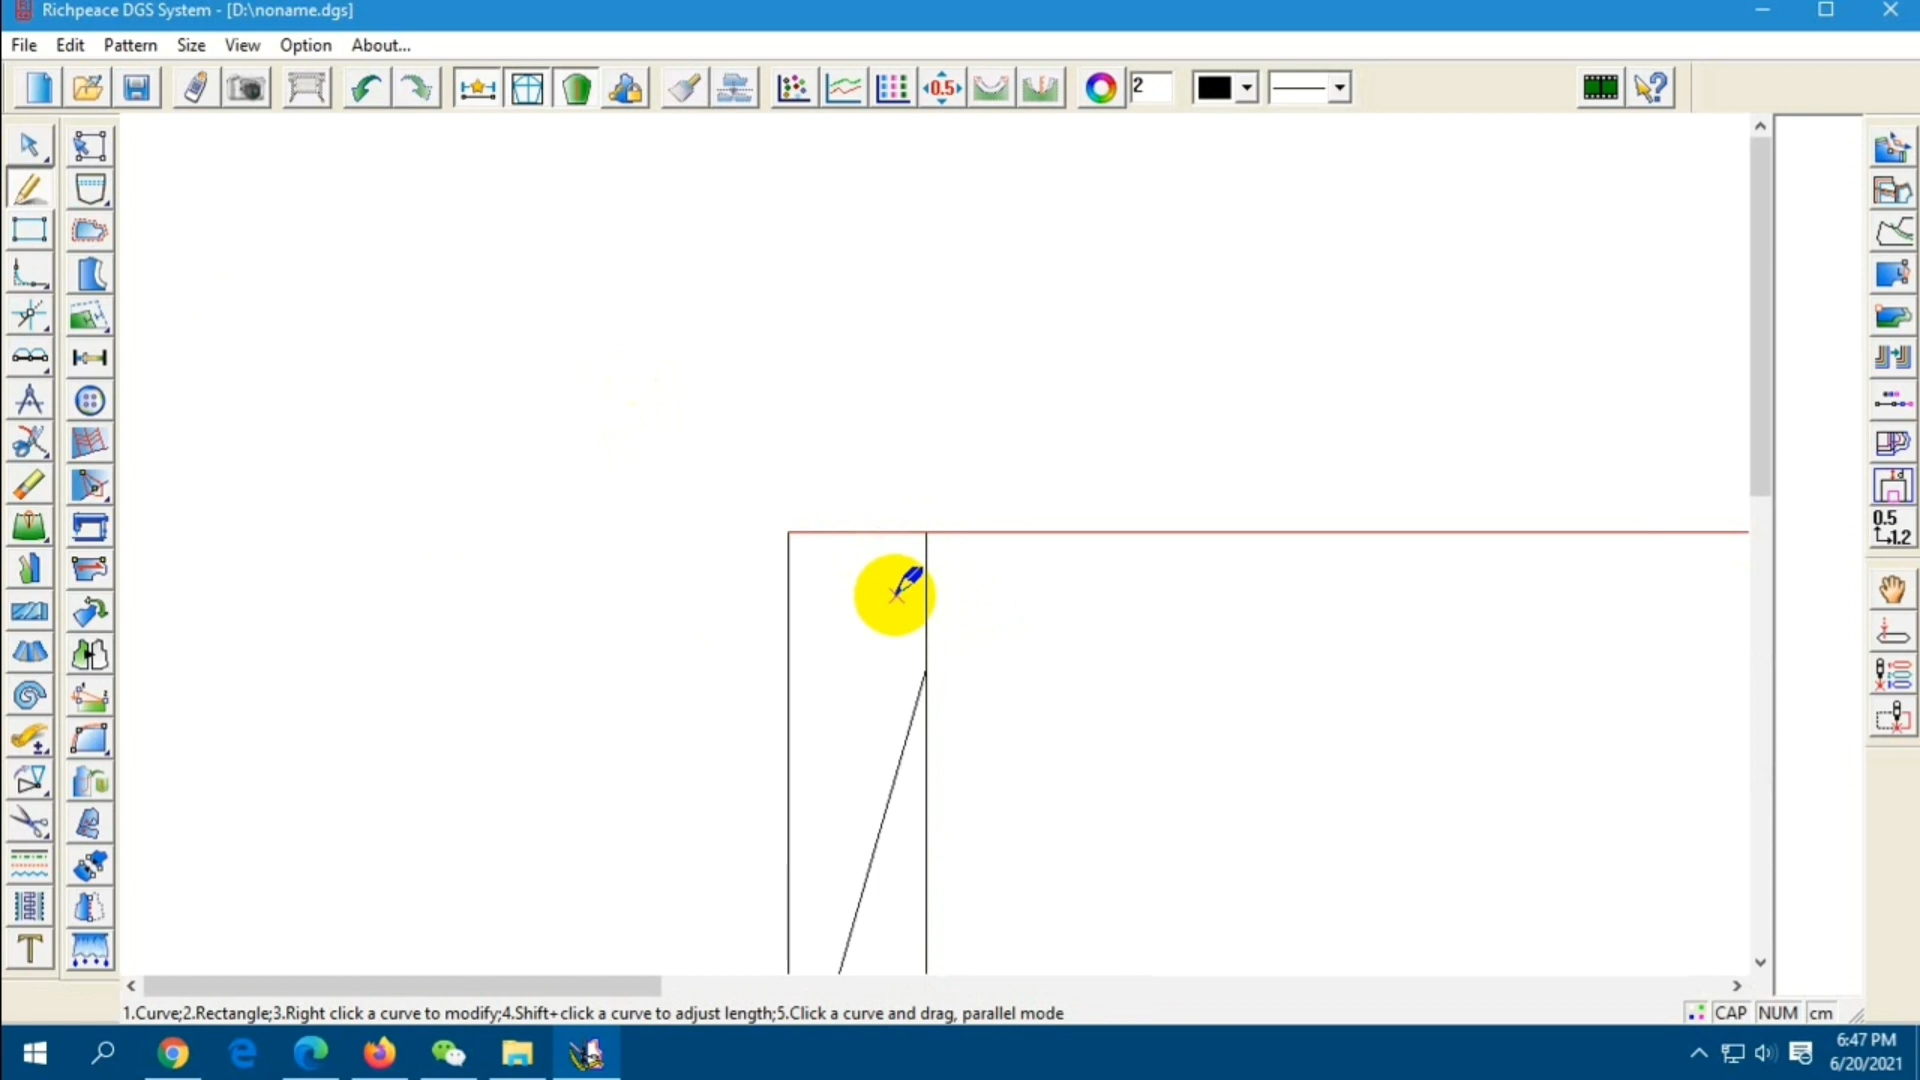 Richpeace DGS System - [D:\noname.dgs]
File Edit Pattern Size View Option About...
0.5
2
0.5
1.2
T
1.Curve;2.Rectangle;3.Right click a curve to modify;4.Shift+click a curve to adjust length;5.Click a curve and drag, parallel mode
CAP NUM cm
6:47 PM
6/20/2021